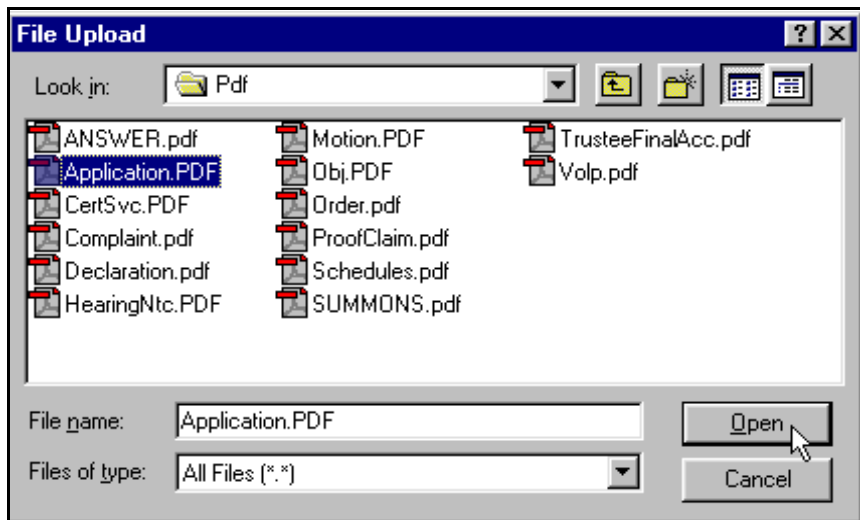 File Upload
Look in: Pdf
ANSWER.pdf Motion.PDF TrusteeFinalAcc.pdf
Application.PDF Obj.PDF Volp.pdf
CertSvc.PDF Order.pdf
Complaint.pdf ProofClaim.pdf
Declaration.pdf Schedules.pdf
HearingNtc.PDF SUMMONS.pdf
File name: Application.PDF Open
Files of type: All Files (*.*) Cancel